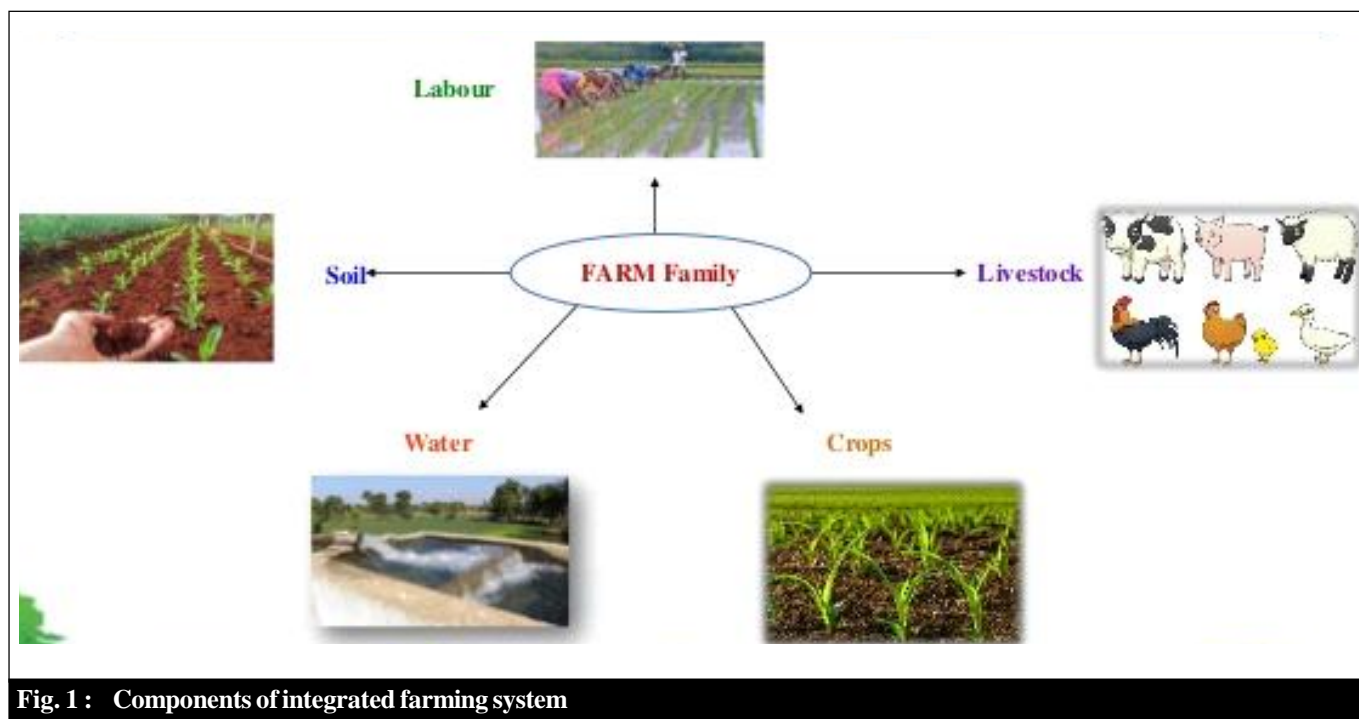 Labour
Soil
FARM Family
Livestock
Water
Crops
Fig. 1 : Components of integrated farming system